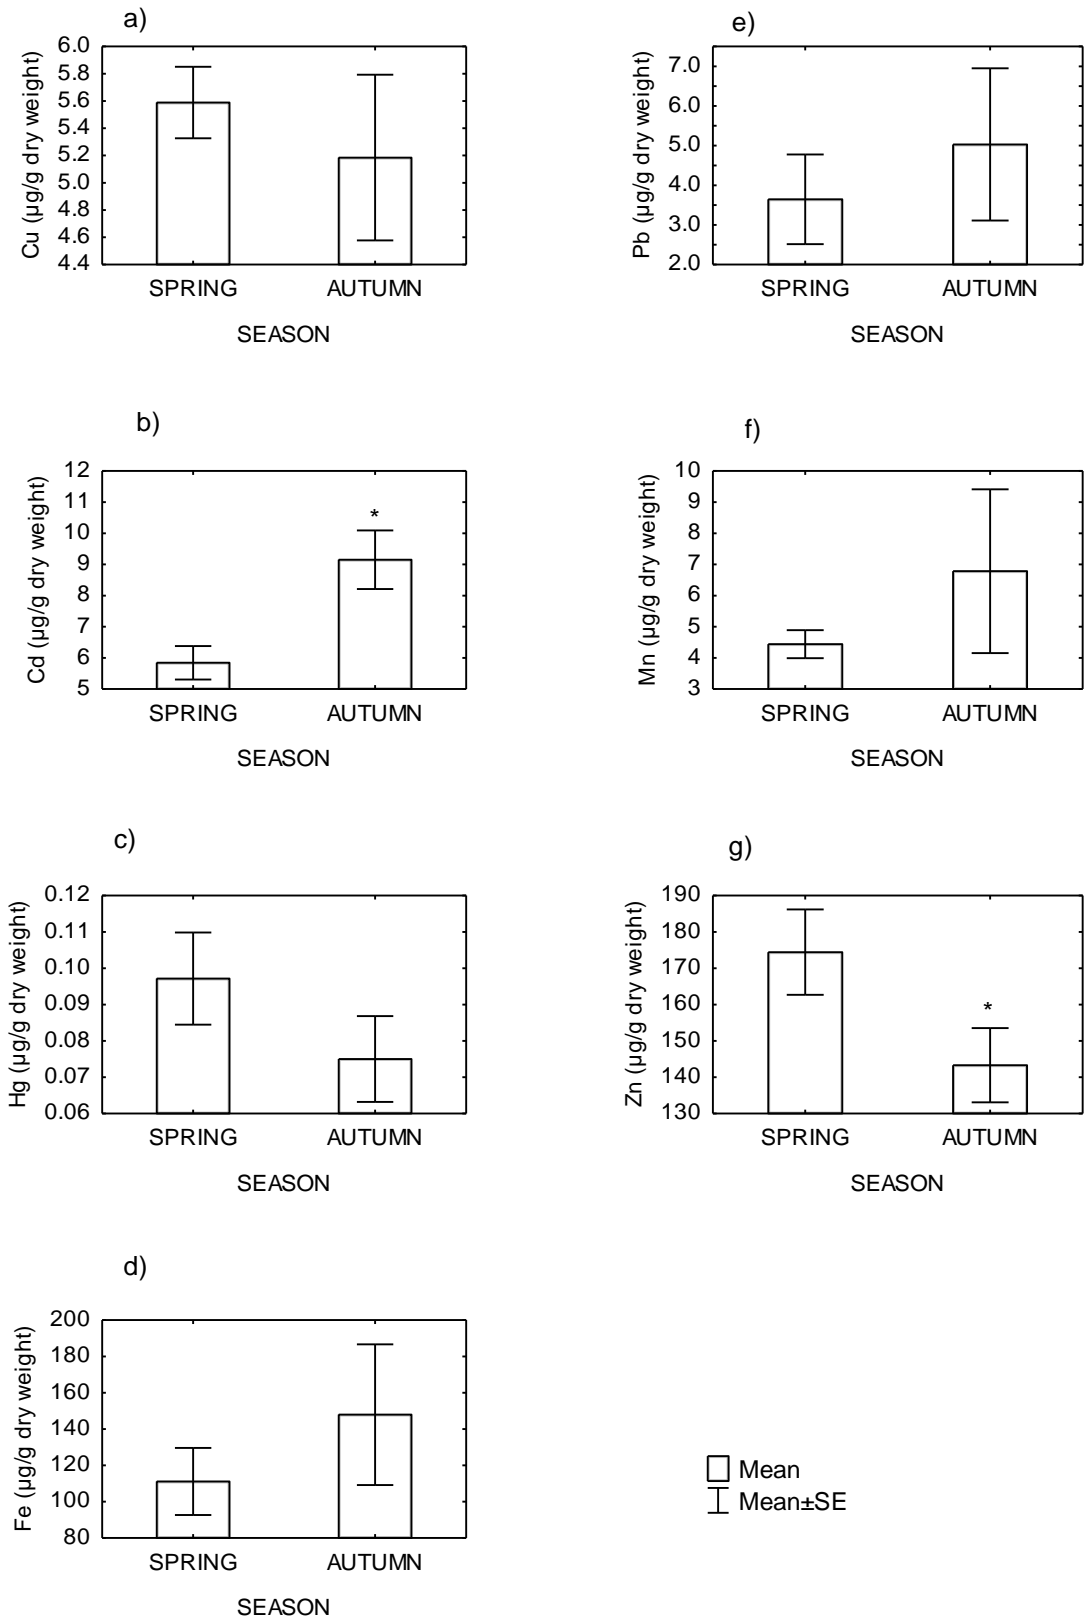 a)
Cu (µg/g dry weight)
6.0
5.8
5.6
5.4
5.2
5.0
4.8
4.6
4.4
SPRING AUTUMN
SEASON
e)
Pb (µg/g dry weight)
7.0
6.0
5.0
4.0
3.0
2.0
SPRING AUTUMN
SEASON
b)
Cd (µg/g dry weight)
12
11
10
9
8
7
6
5
*
SPRING AUTUMN
SEASON
f)
Mn (µg/g dry weight)
10
9
8
7
6
5
4
3
SPRING AUTUMN
SEASON
c)
Hg (µg/g dry weight)
0.12
0.11
0.10
0.09
0.08
0.07
0.06
SPRING AUTUMN
SEASON
g)
Zn (µg/g dry weight)
190
180
170
160
150
140
130
*
SPRING AUTUMN
SEASON
d)
Fe (µg/g dry weight)
200
180
160
140
120
100
80
SPRING AUTUMN
SEASON
Mean
Mean±SE